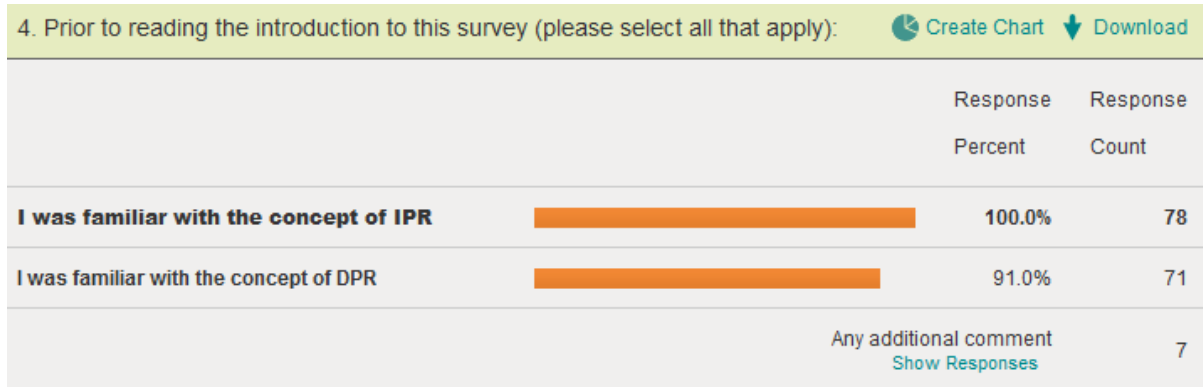 4. Prior to reading the introduction to this survey (please select all that apply): Create Chart Download
Response Response
Percent Count
I was familiar with the concept of IPR 100.0% 78
I was familiar with the concept of DPR 91.0% 71
Any additional comment 7
Show Responses